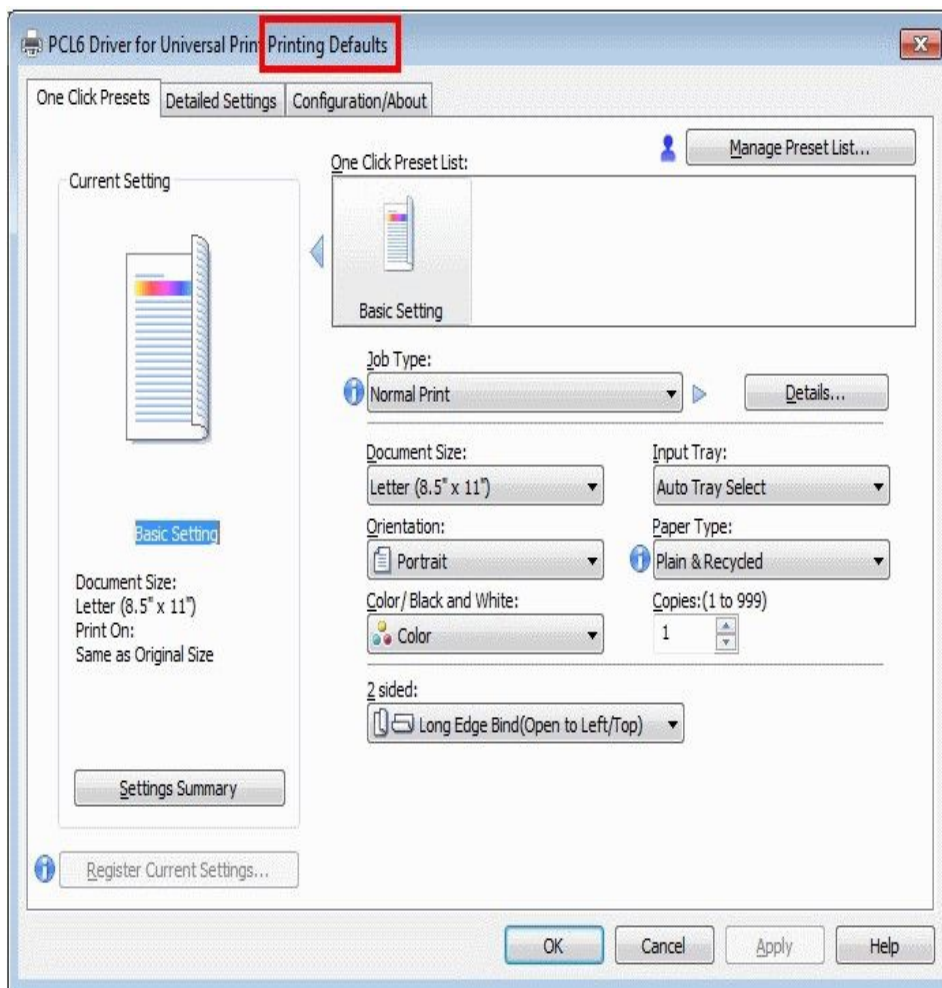 PCL6 Driver for Universal Print Printing Defaults
One Click Presets
Detailed Settings
Configuration/About
Manage Preset List...
One Click Preset List:
Current Setting
Basic Setting
Job Type:
Normal Print
Details...
Document Size:
Letter (8.5" x 11")
Input Tray:
Auto Tray Select
Orientation:
Portrait
Paper Type:
Plain & Recycled
Color/ Black and White:
Color
Copies:(1 to 999)
1
2 sided:
Long Edge Bind(Open to Left/Top)
Basic Setting
Document Size:
Letter (8.5" x 11")
Print On:
Same as Original Size
Settings Summary
Register Current Settings...
OK
Cancel
Apply
Help